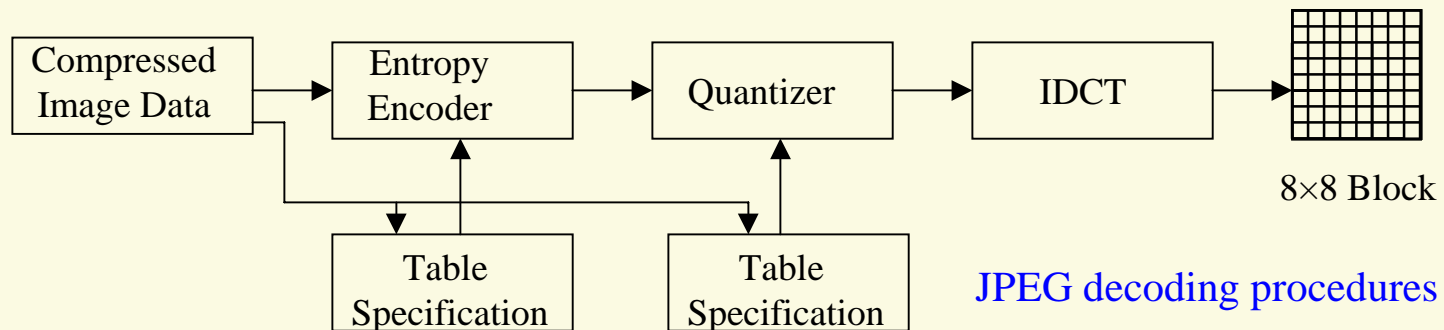 Compressed
Image Data
Entropy
Encoder
Quantizer
IDCT
8×8 Block
Table
Specification
Table
Specification
JPEG decoding procedures